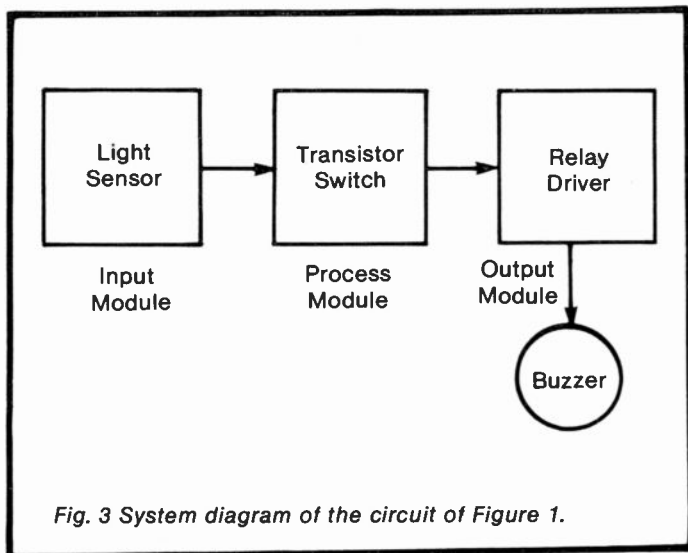 Light
Sensor
Transistor
Switch
Relay
Driver
Input
Module
Process
Module
Output
Module
Buzzer
Fig. 3 System diagram of the circuit of Figure 1.